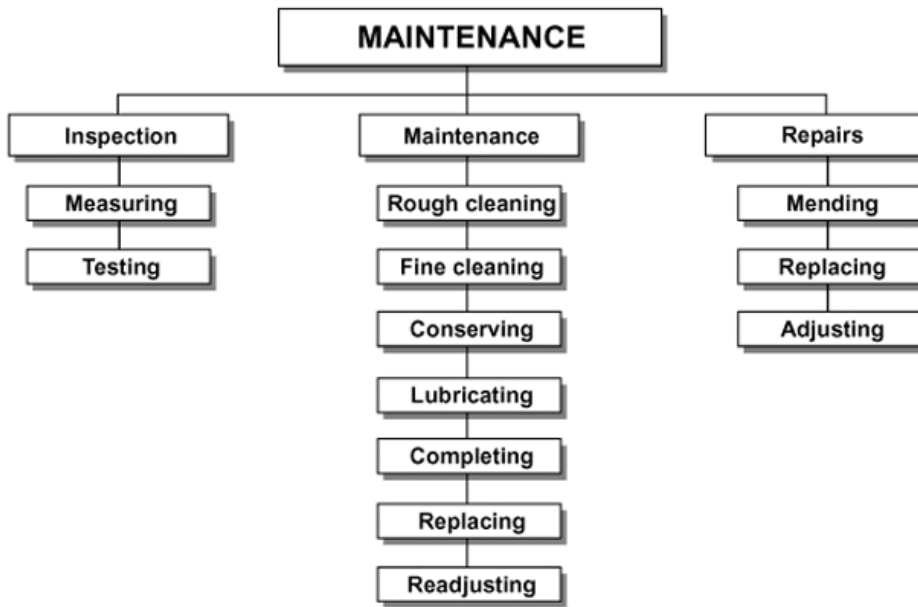 MAINTENANCE
Inspection
Measuring
Testing
Maintenance
Rough cleaning
Fine cleaning
Conserving
Lubricating
Completing
Replacing
Readjusting
Repairs
Mending
Replacing
Adjusting